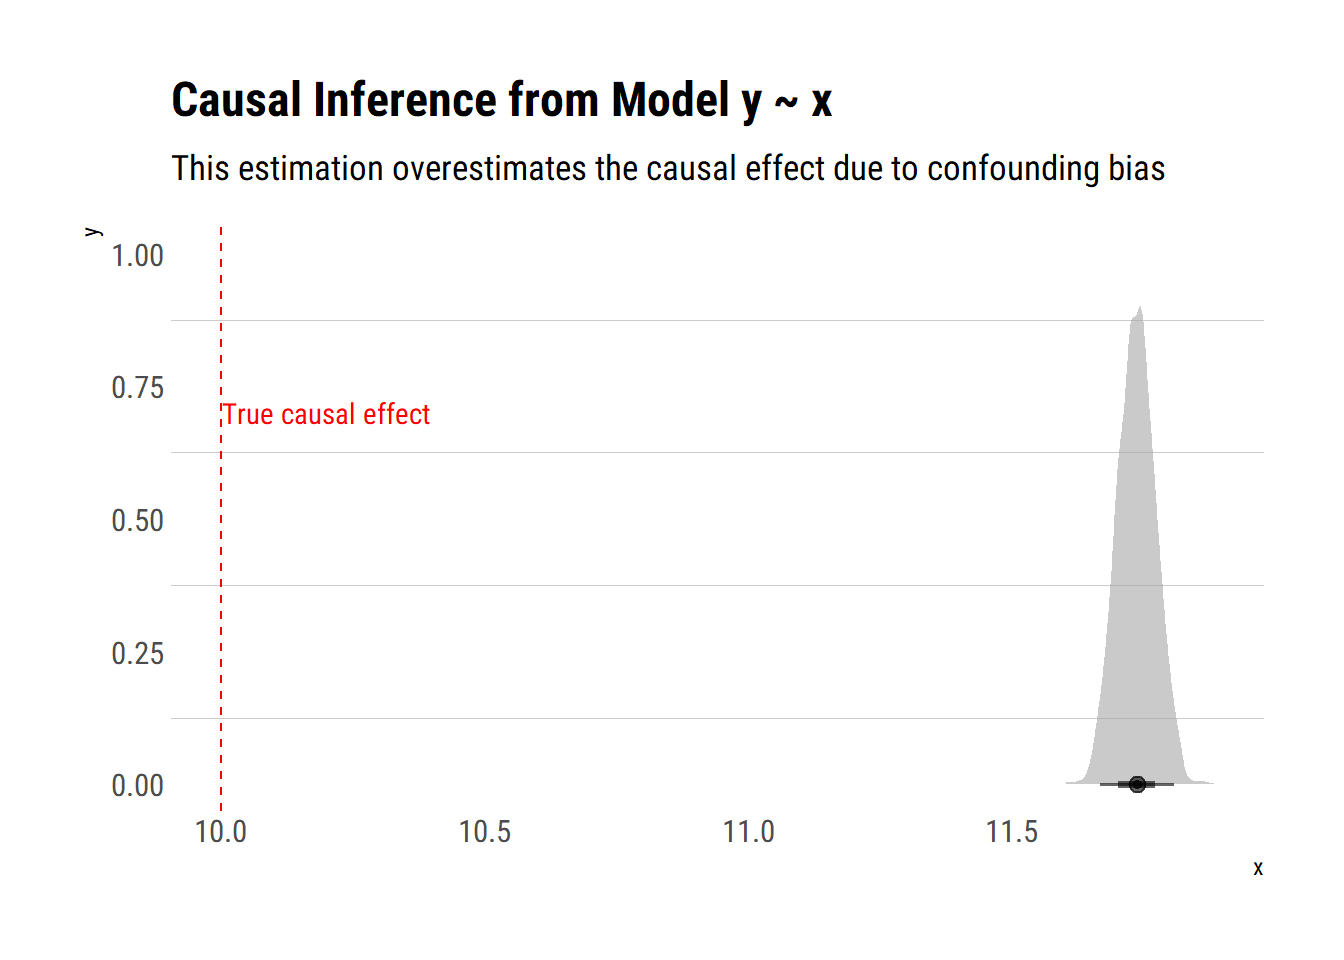 Causal Inference from Model y ~ x
This estimation overestimates the causal effect due to confounding bias
y
1.00
0.75
True causal effect
0.50
0.25
0.00
10.0 10.5 11.0 11.5
x